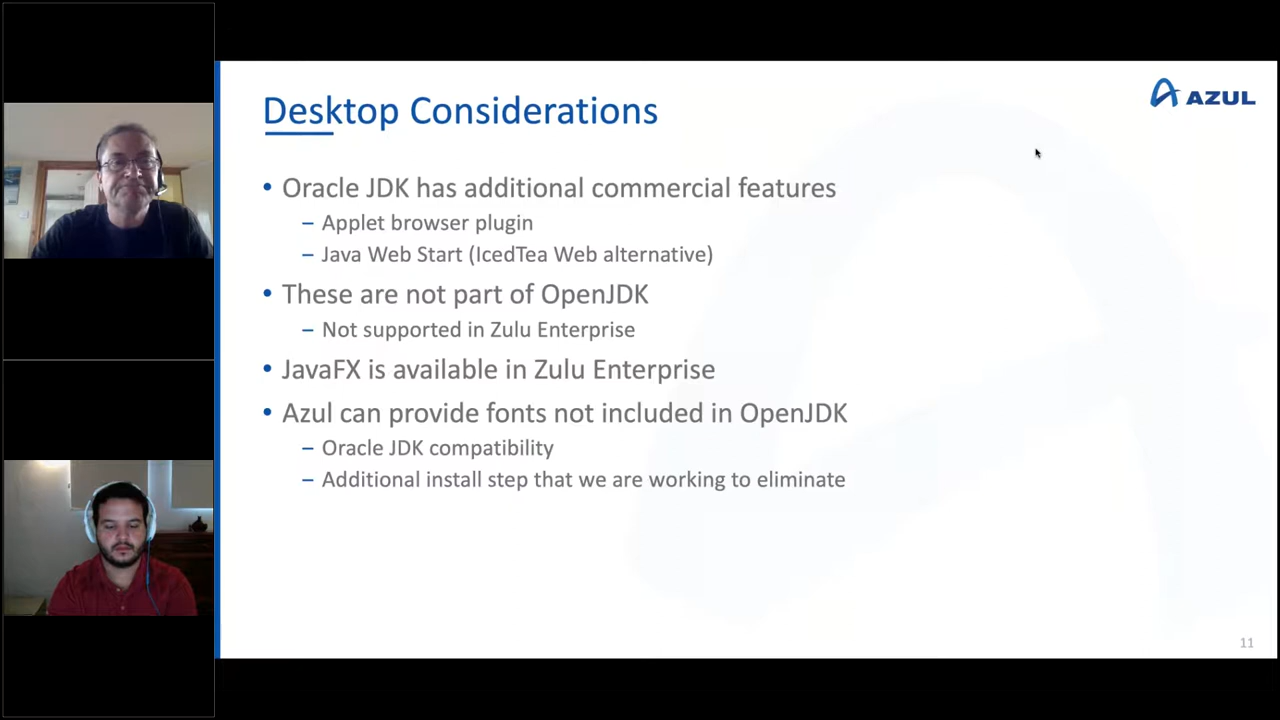 Desktop Considerations
AZUL
• Oracle JDK has additional commercial features
– Applet browser plugin
– Java Web Start (IcedTea Web alternative)
• These are not part of OpenJDK
– Not supported in Zulu Enterprise
• JavaFX is available in Zulu Enterprise
• Azul can provide fonts not included in OpenJDK
– Oracle JDK compatibility
– Additional install step that we are working to eliminate
11